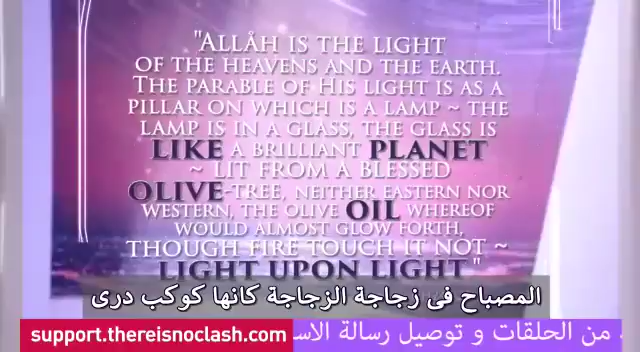 "ALLÅH IS THE LIGHT
OF THE HEAVENS AND THE EARTH.
THE PARABLE OF HIS LIGHT IS AS A
PILLAR ON WHICH IS A LAMP ~ THE
LAMP IS IN A GLASS, THE GLASS IS
LIKE A BRILLIANT PLANET
~ LIT FROM A BLESSED
OLIVE-TREE, NEITHER EASTERN NOR
WESTERN, THE OLIVE OIL WHEREOF
WOULD ALMOST GLOW FORTH,
THOUGH FIRE TOUCH IT NOT ~
LIGHT UPON LIGHT"
المصباح فى زجاجة الزجاجة كانها كوكب درى
support.thereisnoclash.com
من الحلقات و توصيل رسالة